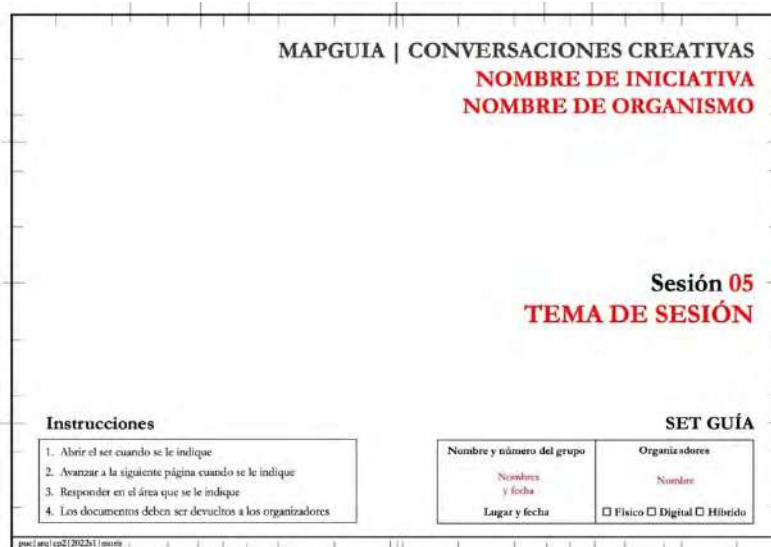 MAPGUIA | CONVERSACIONES CREATIVAS
NOMBRE DE INICIATIVA
NOMBRE DE ORGANISMO
Sesión 05
TEMA DE SESIÓN
Instrucciones
1. Abrir el set cuando se le indique
2. Avanzar a la siguiente página cuando se le indique
3. Responder en el área que se le indique
4. Los documentos deben ser devueltos a los organizadores
SET GUÍA
Nombre y número del grupo
Nombres
y fecha
Lugar y fecha
Organizadores
Nombre
☐ Físico ☐ Digital ☐ Híbrido